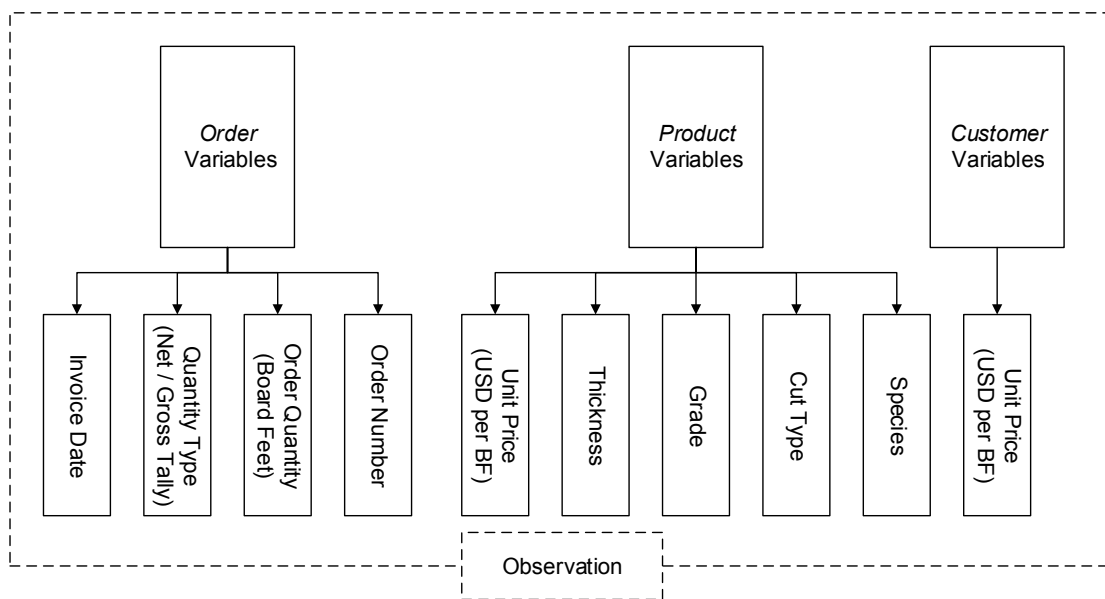 Order
Variables
Product
Variables
Customer
Variables
Invoice Date
Quantity Type
(Net / Gross Tally)
Order Quantity
(Board Feet)
Order Number
Unit Price
(USD per BF)
Thickness
Grade
Cut Type
Species
Unit Price
(USD per BF)
Observation